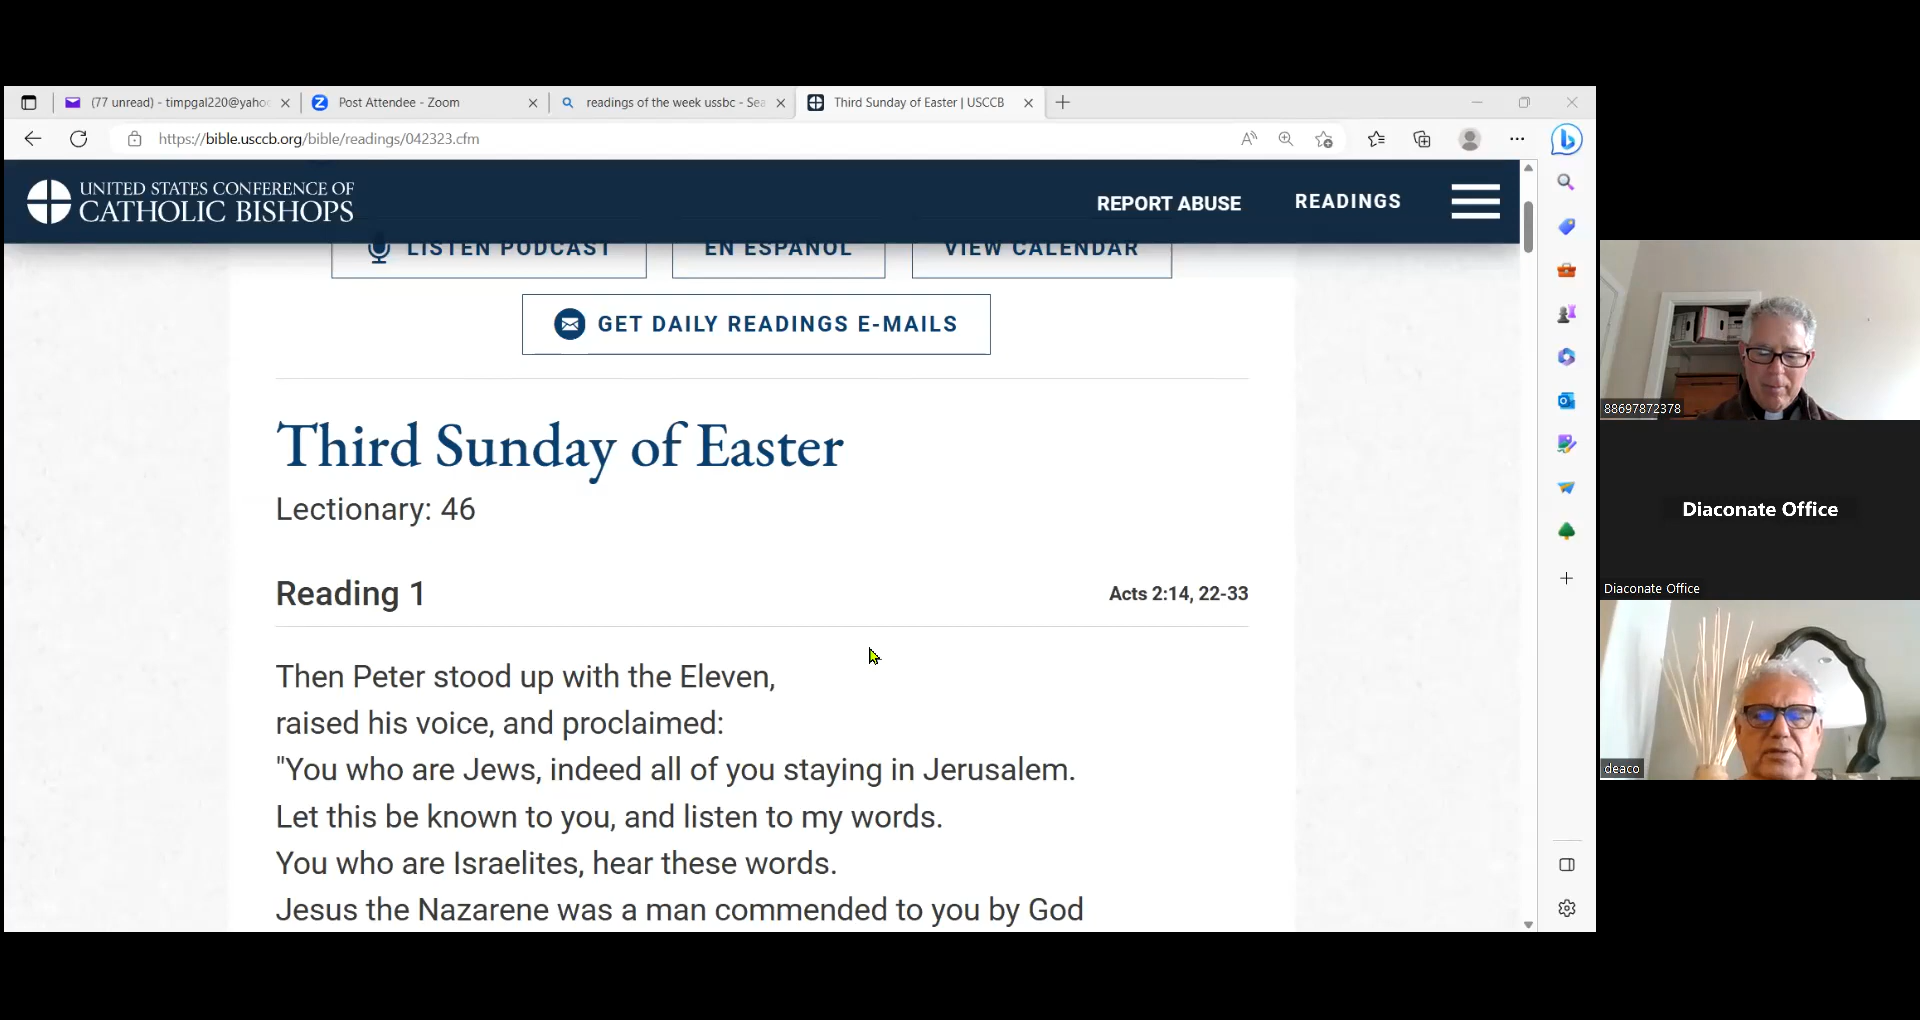 (77 unread) - timpgal220@yaho
Post Attendee - Zoom
readings of the week ussbc - Sea
Third Sunday of Easter | USCCB
https://bible.usccb.org/bible/readings/042323.cfm
UNITED STATES CONFERENCE OF
CATHOLIC BISHOPS
REPORT ABUSE
READINGS
LISTEN PODCAST
EN ESPAÑOL
VIEW CALENDAR
GET DAILY READINGS E-MAILS
Third Sunday of Easter
Lectionary: 46
Reading 1
Acts 2:14, 22-33
Then Peter stood up with the Eleven,
raised his voice, and proclaimed:
"You who are Jews, indeed all of you staying in Jerusalem.
Let this be known to you, and listen to my words.
You who are Israelites, hear these words.
Jesus the Nazarene was a man commended to you by God
88697872378
Diaconate Office
Diaconate Office
deaco